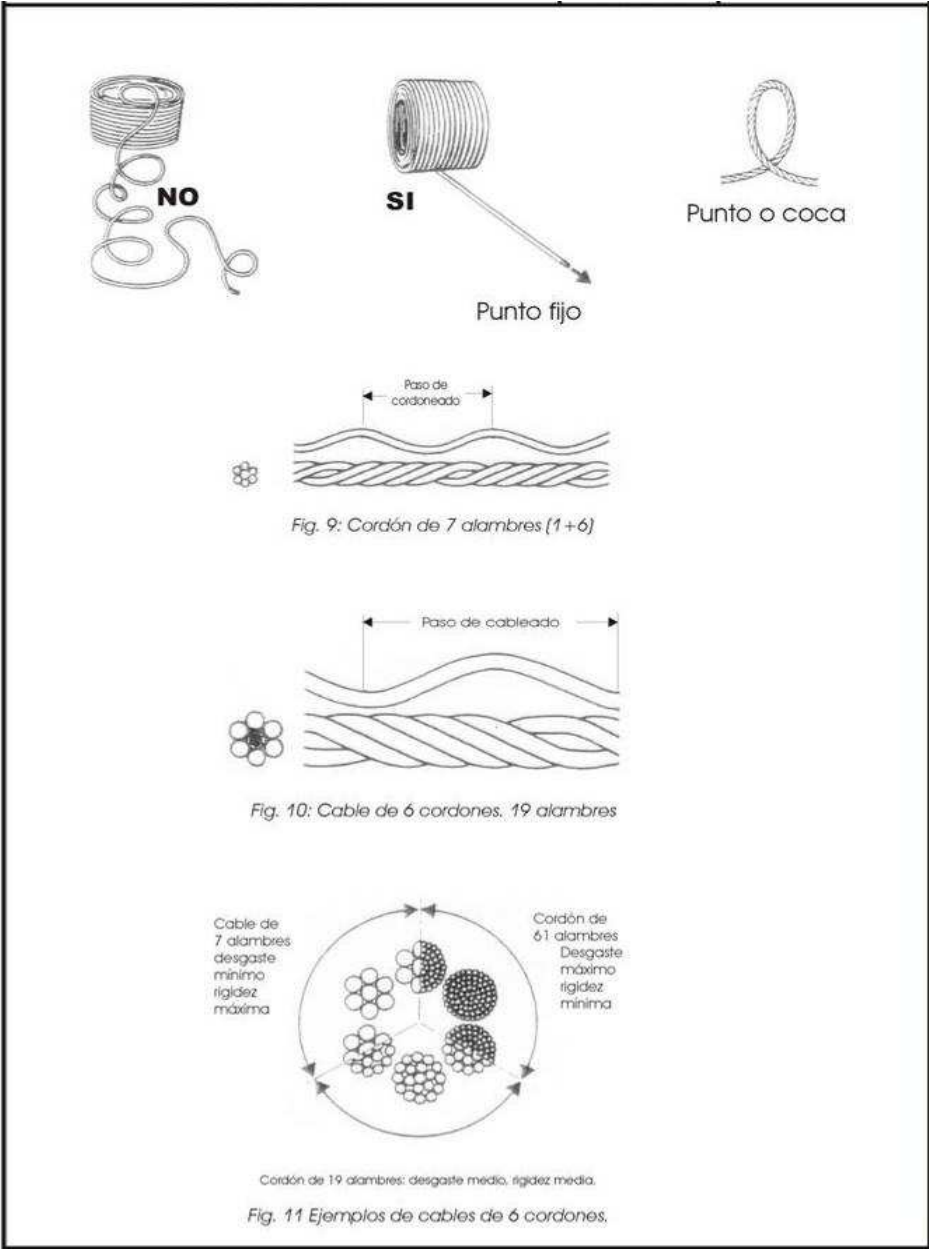 NO
SI
Punto o coca
Punto fijo
Paso de
cordoneado
Fig. 9: Cordón de 7 alambres (1+6)
Paso de cableado
Fig. 10: Cable de 6 cordones. 19 alambres
Cable de
7 alambres
desgaste
mínimo
rigidez
máxima
Cordón de
61 alambres
Desgaste
máximo
rigidez
mínima
Cordón de 19 alambres: desgaste medio, rigidez media.
Fig. 11 Ejemplos de cables de 6 cordones.